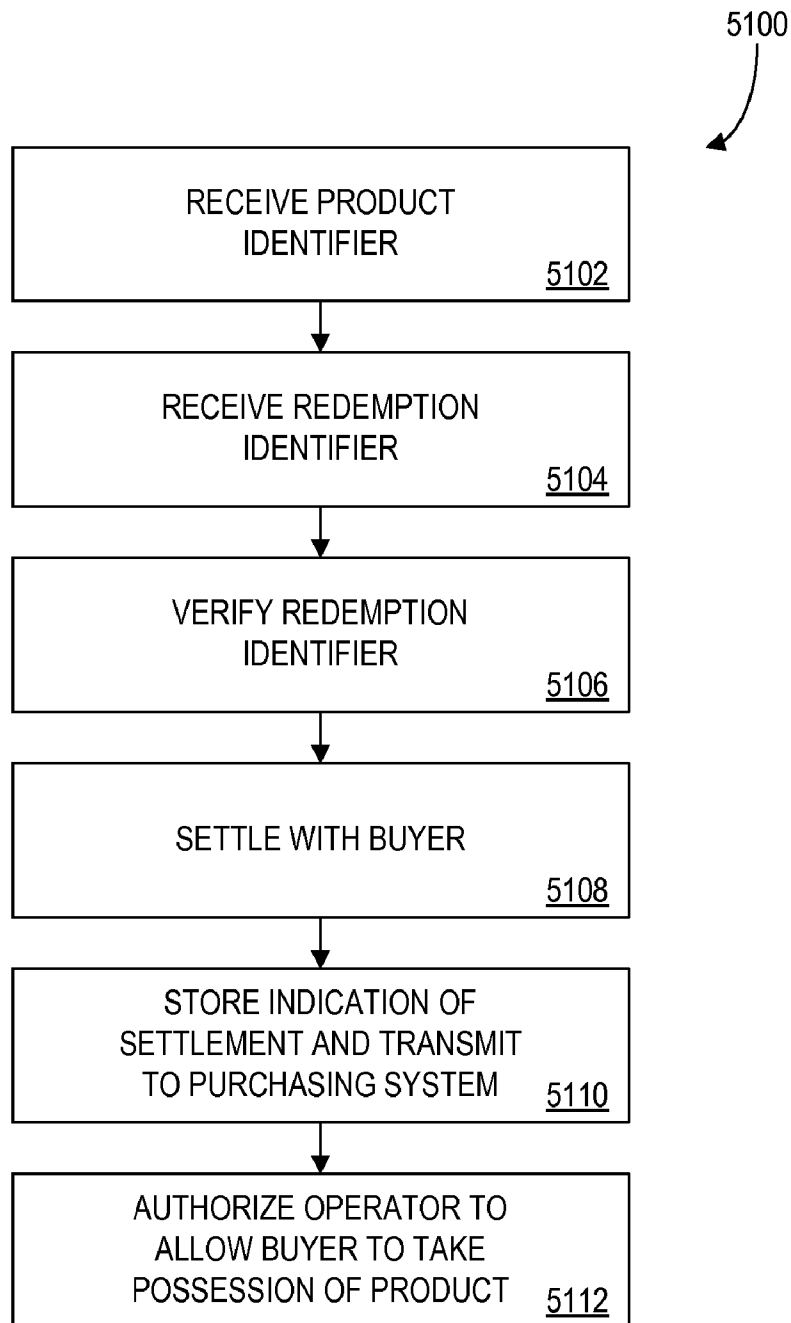 5100
RECEIVE PRODUCT
IDENTIFIER
5102
RECEIVE REDEMPTION
IDENTIFIER
5104
VERIFY REDEMPTION
IDENTIFIER
5106
SETTLE WITH BUYER
5108
STORE INDICATION OF
SETTLEMENT AND TRANSMIT
TO PURCHASING SYSTEM
5110
AUTHORIZE OPERATOR TO
ALLOW BUYER TO TAKE
POSSESSION OF PRODUCT
5112